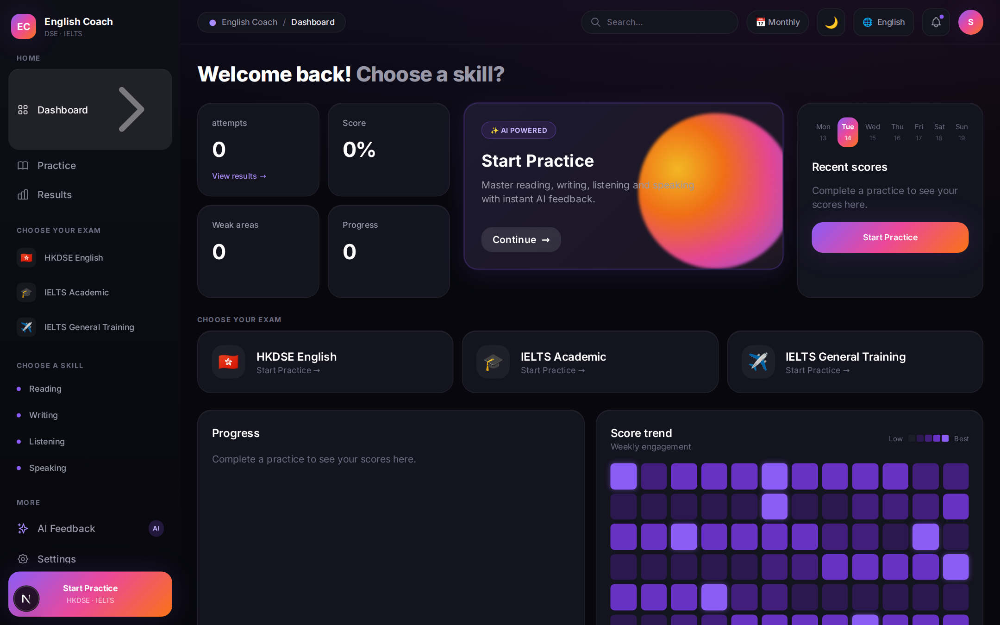 EC
English Coach
DSE · IELTS
HOME
Dashboard
Practice
Results
CHOOSE YOUR EXAM
HKDSE English
IELTS Academic
IELTS General Training
CHOOSE A SKILL
Reading
Writing
Listening
Speaking
MORE
AI Feedback AI
Settings
Start Practice
HKDSE · IELTS
N
English Coach / Dashboard
Search...
Monthly
English
S
Welcome back! Choose a skill?
attempts
0
View results →
Score
0%
Weak areas
0
Progress
0
✨ AI POWERED
Start Practice
Master reading, writing, listening and speaking
with instant AI feedback.
Continue →
Mon Tue Wed Thu Fri Sat Sun
13 14 15 16 17 18 19
Recent scores
Complete a practice to see your
scores here.
Start Practice
CHOOSE YOUR EXAM
HKDSE English
Start Practice →
IELTS Academic
Start Practice →
IELTS General Training
Start Practice →
Progress
Complete a practice to see your scores here.
Score trend
Weekly engagement
Low Best